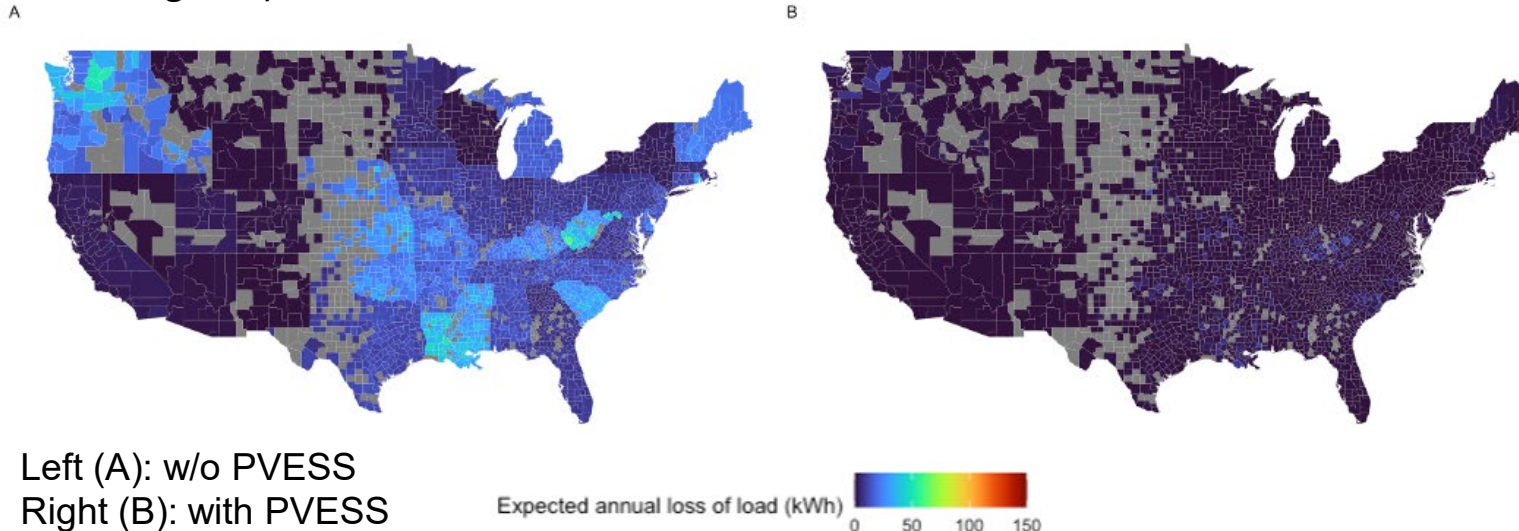 A
B
Left (A): w/o PVESS
Right (B): with PVESS
Expected annual loss of load (kWh)
0 50 100 150